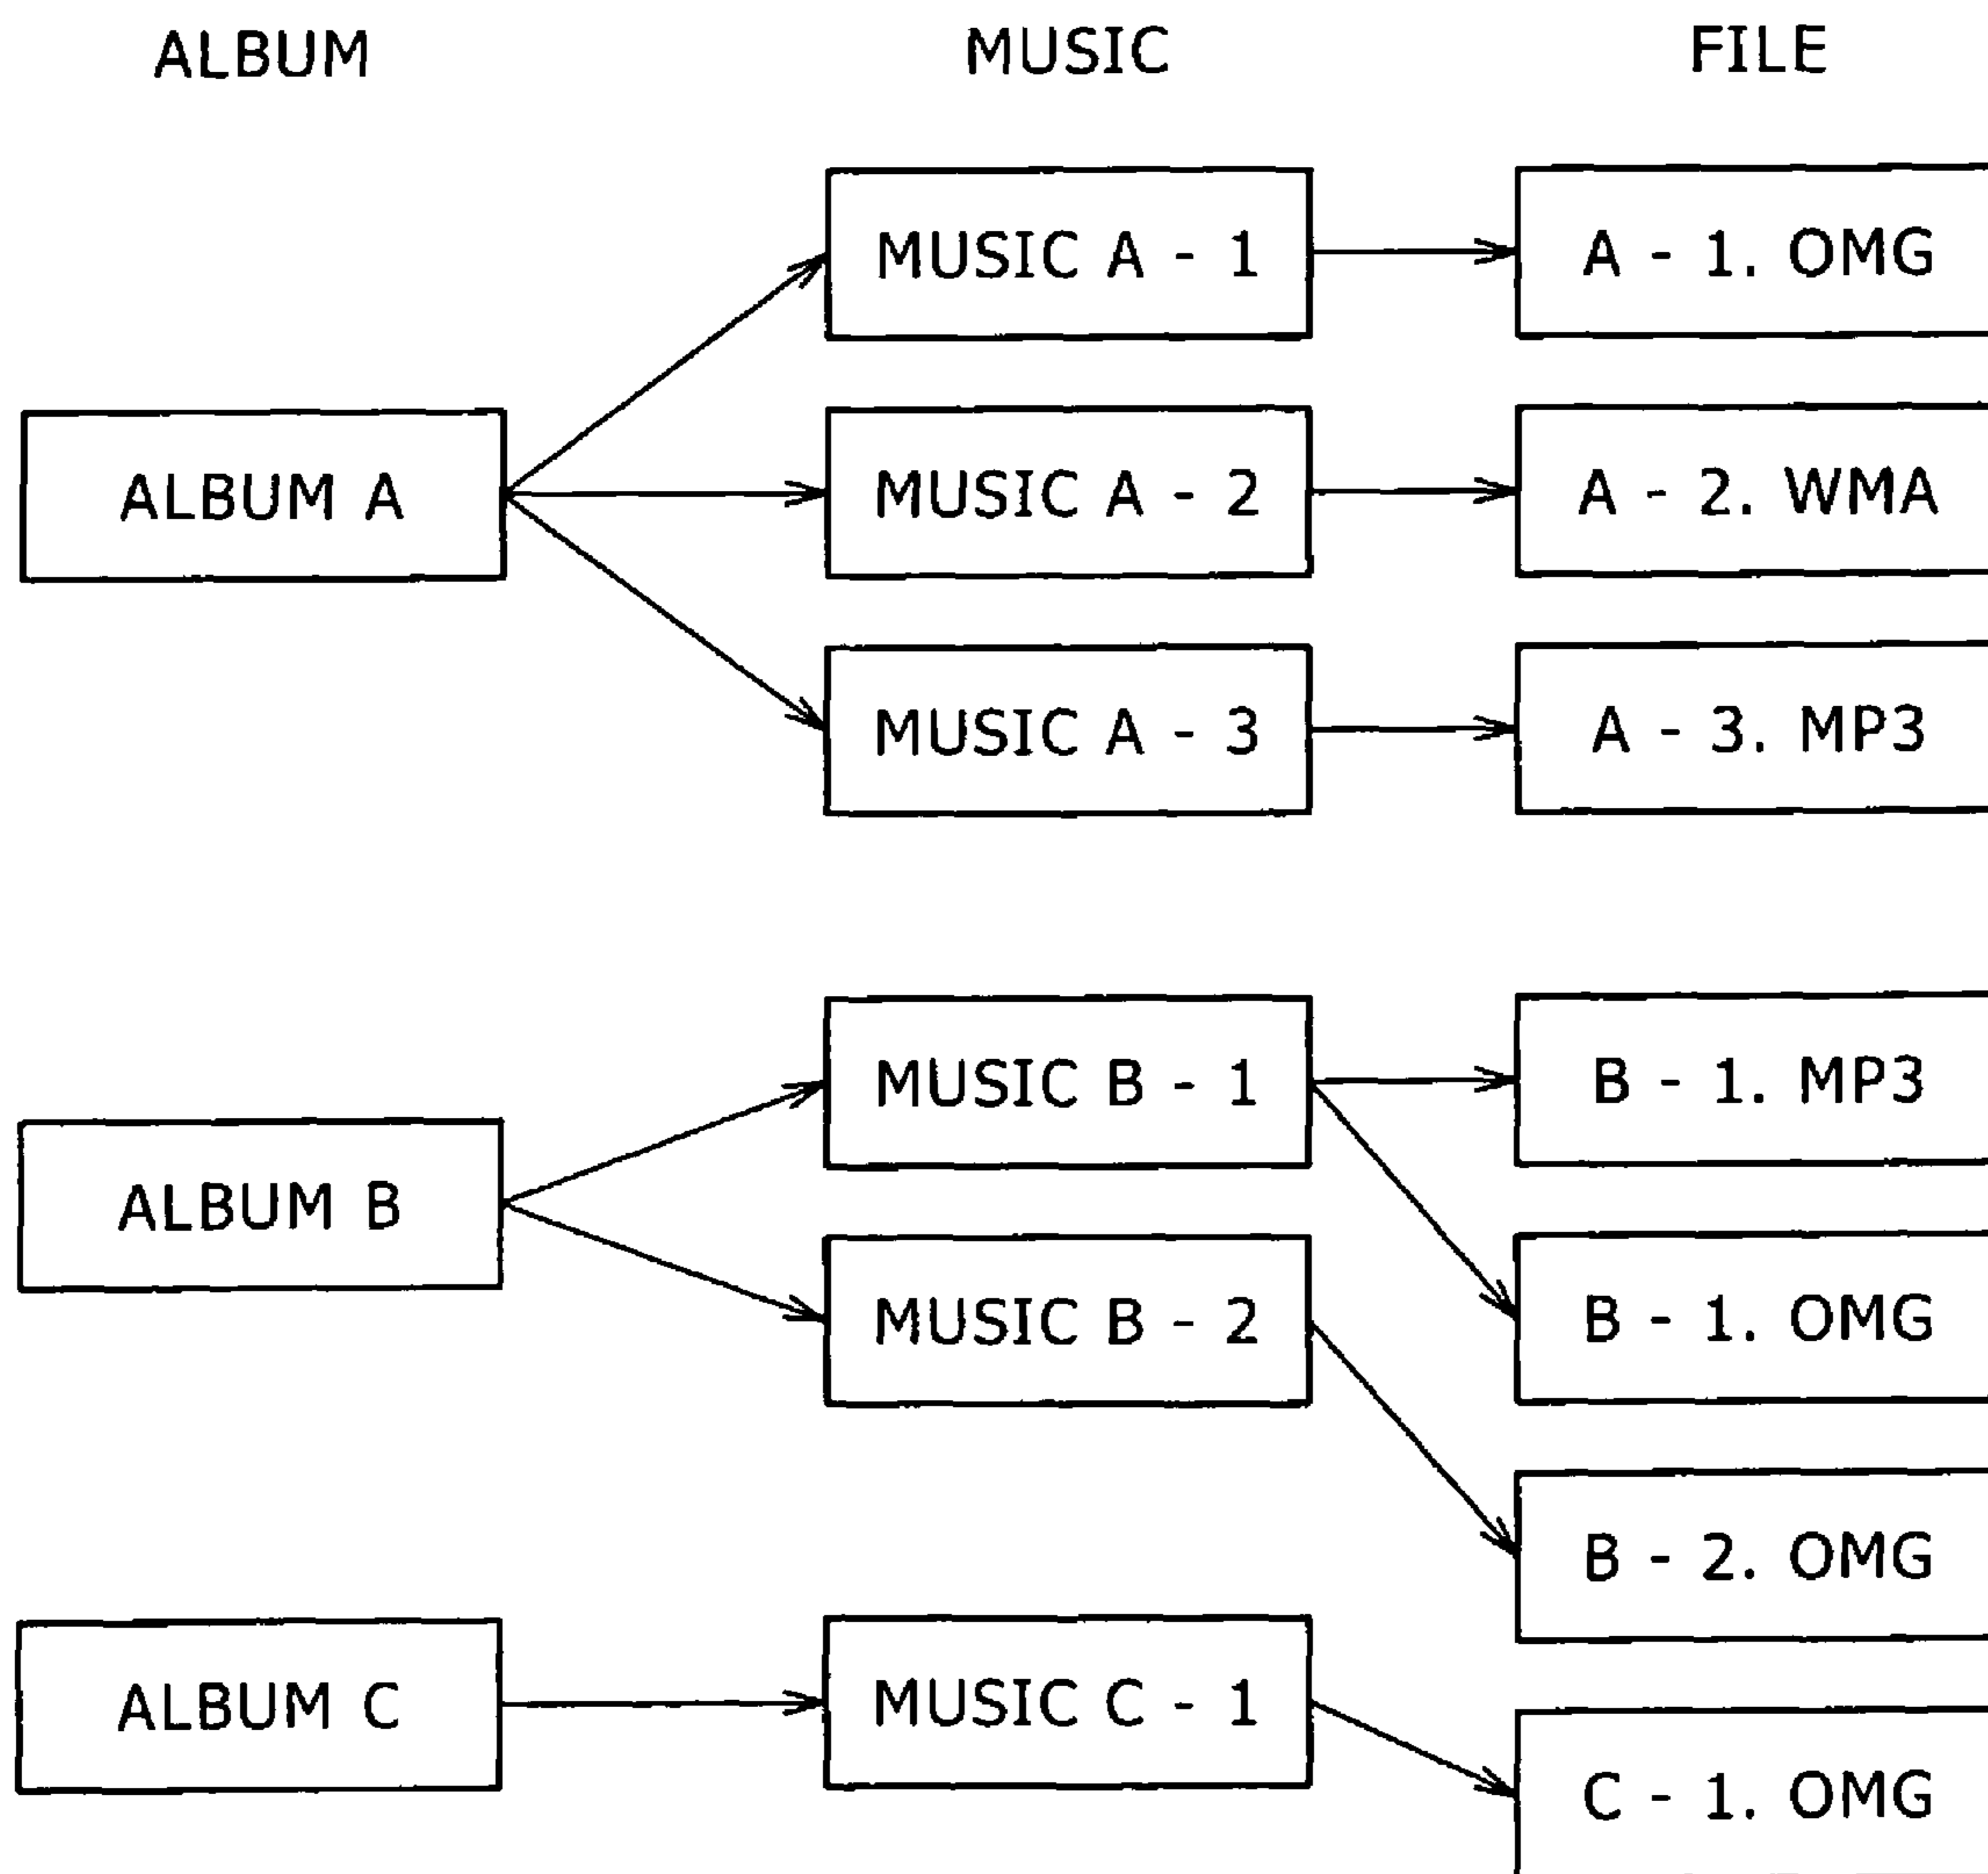 ALBUM MUSIC FILE
MUSIC A - 1 A - 1. OMG
ALBUM A MUSIC A - 2 A - 2. WMA
MUSIC A - 3 A - 3. MP3
MUSIC B - 1 B - 1. MP3
ALBUM B
MUSIC B - 2 B - 1. OMG
B - 2. OMG
ALBUM C MUSIC C - 1
C - 1. OMG